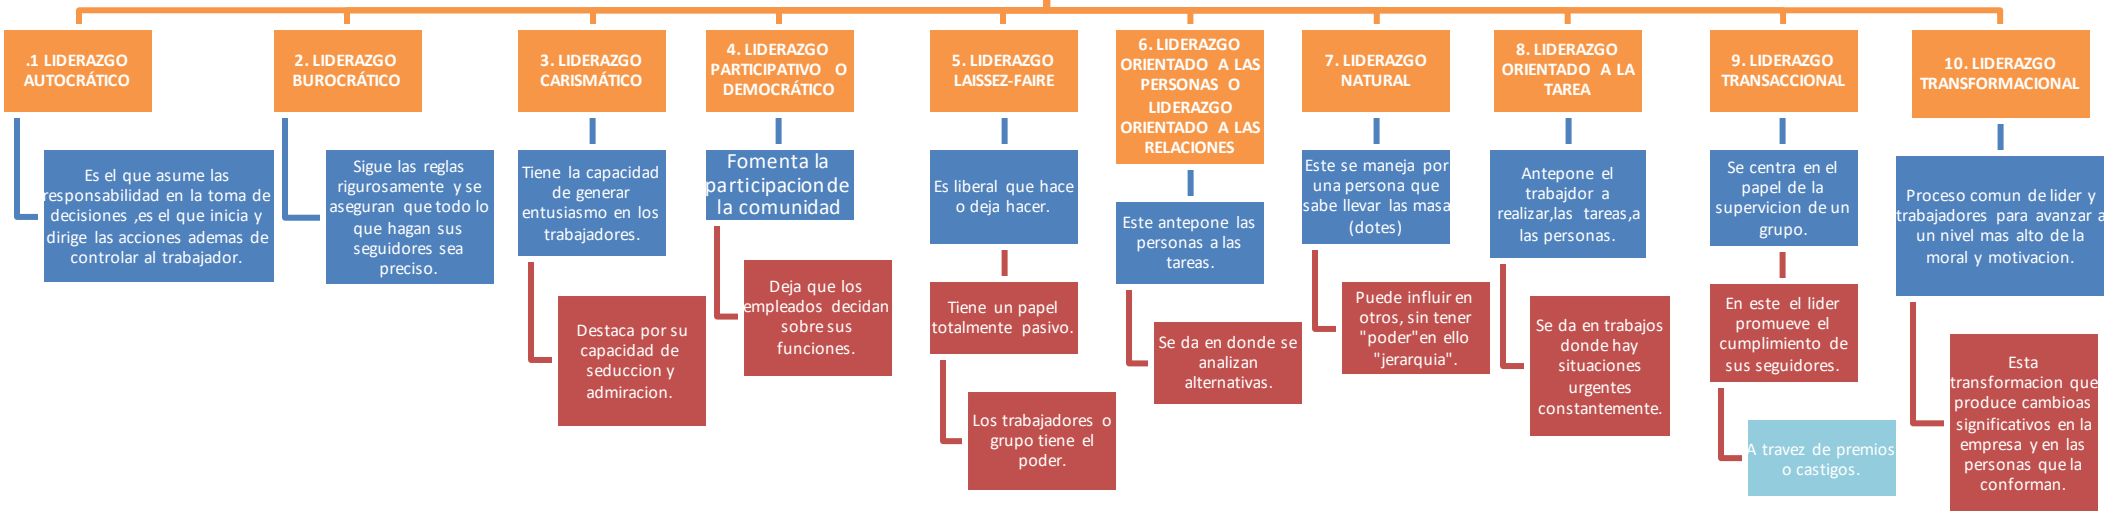 .1 LIDERAZGO
AUTOCRÁTICO
Es el que asume las
responsabilidad en la toma de
decisiones ,es el que inicia y
dirige las acciones ademas de
controlar al trabajador.
2. LIDERAZGO
BUROCRÁTICO
Sigue las reglas
rigurosamente y se
aseguran que todo lo
que hagan sus
seguidores sea
preciso.
3. LIDERAZGO
CARISMÁTICO
Tiene la capacidad
de generar
entusiasmo en los
trabajadores.
Destaca por su
capacidad de
seduccion y
admiracion.
4. LIDERAZGO
PARTICIPATIVO O
DEMOCRÁTICO
Fomenta la
participacion de
la comunidad
Deja que los
empleados decidan
sobre sus
funciones.
5. LIDERAZGO
LAISSEZ-FAIRE
Es liberal que hace
o deja hacer.
Tiene un papel
totalmente pasivo.
Los trabajadores o
grupo tiene el
poder.
6. LIDERAZGO
ORIENTADO A LAS
PERSONAS O
LIDERAZGO
ORIENTADO A LAS
RELACIONES
Este antepone las
personas a las
tareas.
Se da en donde se
analizan
alternativas.
7. LIDERAZGO
NATURAL
Este se maneja por
una persona que
sabe llevar las masa
(dotes)
Puede influir en
otros, sin tener
"poder"en ello
"jerarquia".
8. LIDERAZGO
ORIENTADO A LA
TAREA
Antepone el
trabajdor a
realizar,las tareas,a
las personas.
Se da en trabajos
donde hay
situaciones
urgentes
constantemente.
9. LIDERAZGO
TRANSACCIONAL
Se centra en el
papel de la
supervicion de un
grupo.
En este el lider
promueve el
cumplimiento de
sus seguidores.
A travez de premios
o castigos.
10. LIDERAZGO
TRANSFORMACIONAL
Proceso comun de lider y
trabajadores para avanzar a
un nivel mas alto de la
moral y motivacion.
Esta
transformacion que
produce cambioas
significativos en la
empresa y en las
personas que la
conforman.